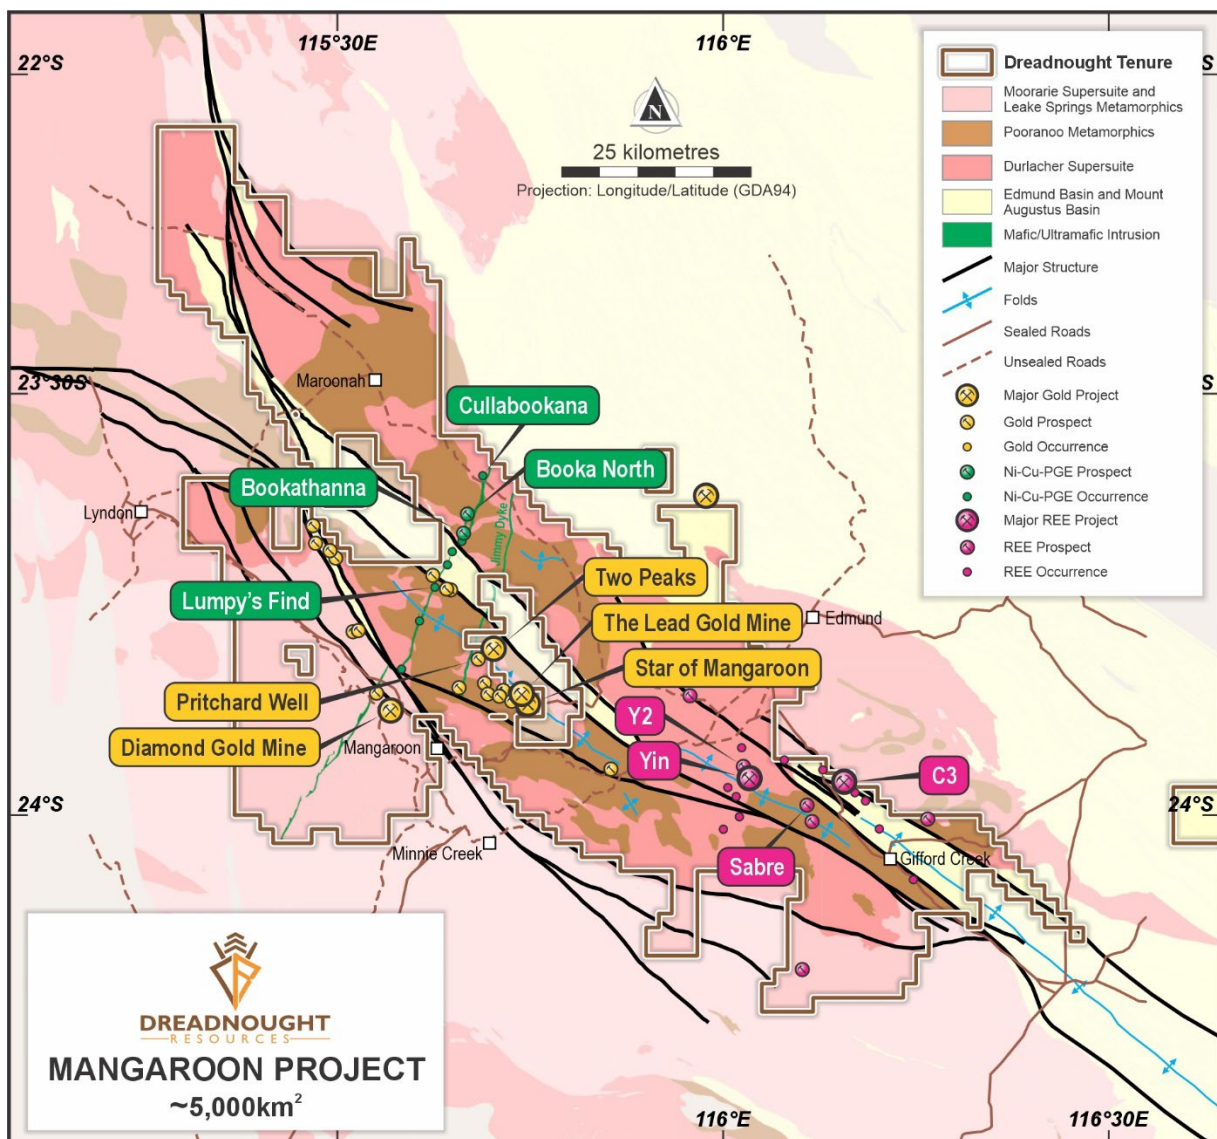 115°30E
116°E
22°S
°S
N
25 kilometres
Projection: Longitude/Latitude (GDA94)
Dreadnought Tenure
Moorarie Supersuite and
Leake Springs Metamorphics
Pooranoo Metamorphics
Durlacher Supersuite
Edmund Basin and Mount
Augustus Basin
Mafic/Ultramafic Intrusion
Major Structure
Folds
Sealed Roads
Unsealed Roads
Major Gold Project
Gold Prospect
Gold Occurrence
Ni-Cu-PGE Prospect
Ni-Cu-PGE Occurrence
Major REE Project
REE Prospect
REE Occurrence
23°30S
Maroonah
Cullabookana
Booka North
Bookathanna
Lyndon
Jimmy Dyke
Two Peaks
Lumpy's Find
The Lead Gold Mine
Edmund
Star of Mangaroon
Pritchard Well
Y2
Diamond Gold Mine
Mangaroon
Yin
C3
24°S
24°S
Minnie Creek
Gifford Creek
Sabre
DREADNOUGHT
RESOURCES
MANGAROON PROJECT
~5,000km²
116°E
116°30E